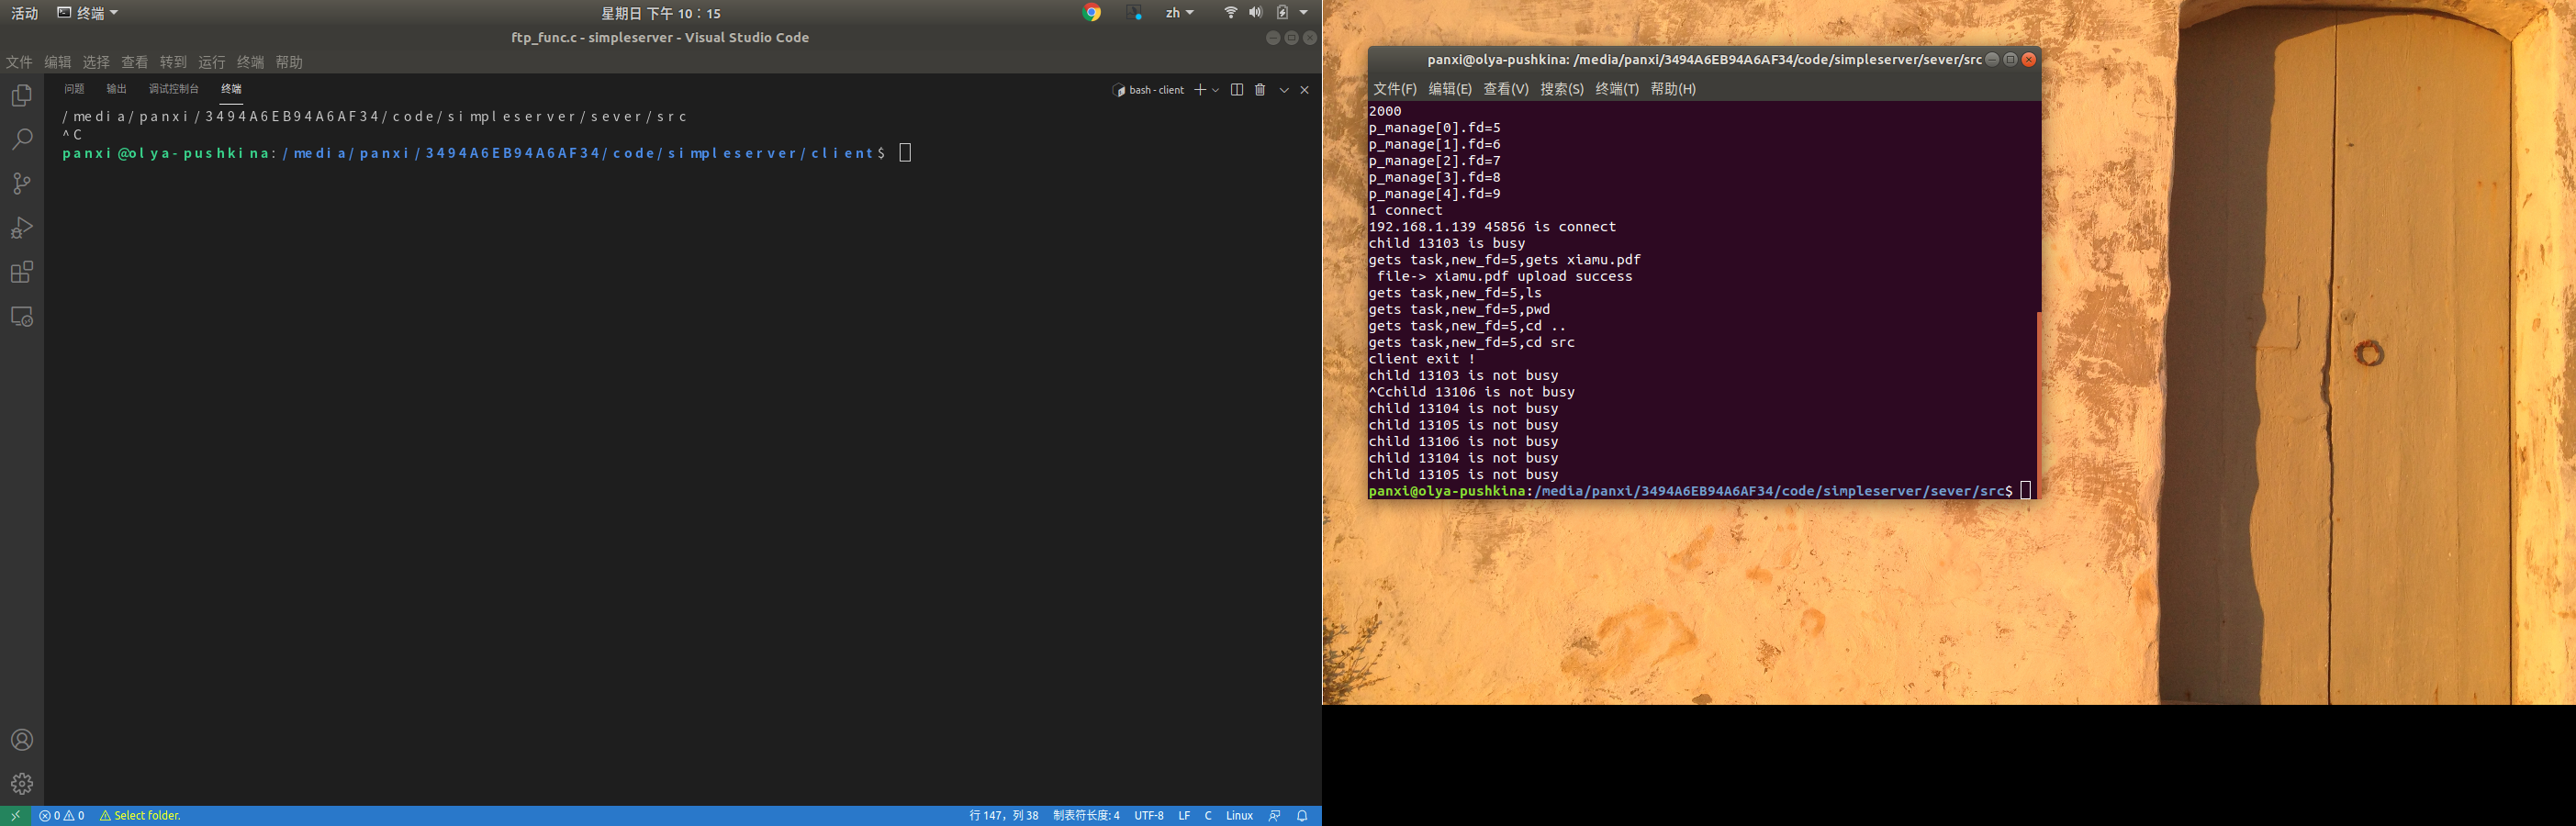 活动 终端 星期日 下午 10:15 zh
ftp_func.c - simpleserver - Visual Studio Code
文件 编辑 选择 查看 转到 运行 终端 帮助
问题 输出 调试控制台 终端 bash - client
/media/panxi/3494A6EB94A6AF34/code/simpleserver/sever/src
^C
panxi@olya-pushkina:/media/panxi/3494A6EB94A6AF34/code/simpleserver/client$
0 0 Select folder. 行 147，列 38 制表符长度: 4 UTF-8 LF C Linux
panxi@olya-pushkina: /media/panxi/3494A6EB94A6AF34/code/simpleserver/sever/src
文件(F) 编辑(E) 查看(V) 搜索(S) 终端(T) 帮助(H)
2000
p_manage[0].fd=5
p_manage[1].fd=6
p_manage[2].fd=7
p_manage[3].fd=8
p_manage[4].fd=9
1 connect
192.168.1.139 45856 is connect
child 13103 is busy
gets task,new_fd=5,gets xiamu.pdf
file-> xiamu.pdf upload success
gets task,new_fd=5,ls
gets task,new_fd=5,pwd
gets task,new_fd=5,cd ..
gets task,new_fd=5,cd src
client exit !
child 13103 is not busy
^Cchild 13106 is not busy
child 13104 is not busy
child 13105 is not busy
child 13106 is not busy
child 13104 is not busy
child 13105 is not busy
panxi@olya-pushkina:/media/panxi/3494A6EB94A6AF34/code/simpleserver/sever/src$